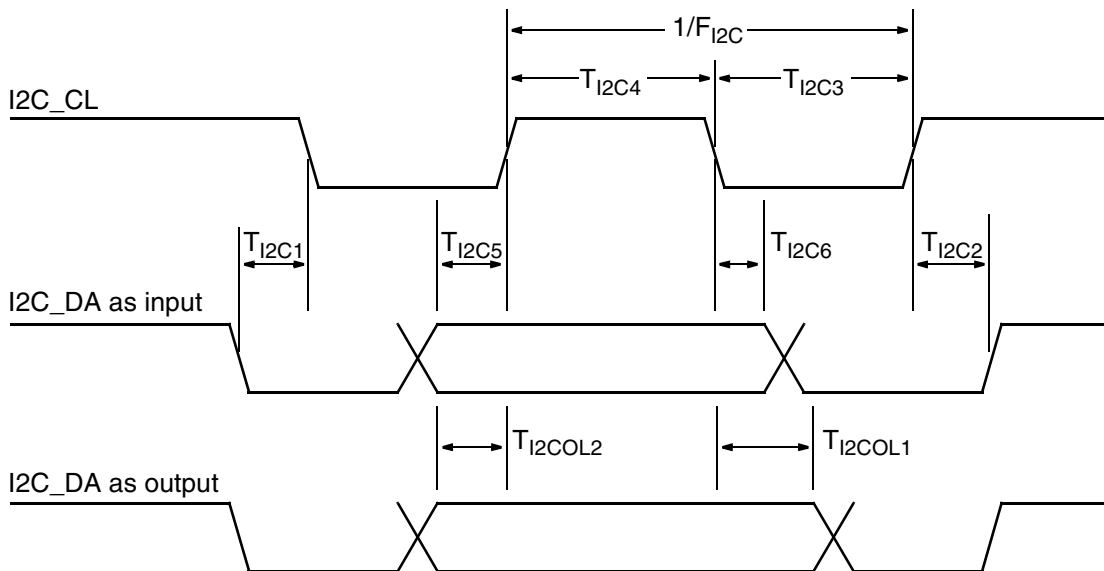 1/F_I2C
T_I2C4 T_I2C3
I2C_CL
T_I2C1 T_I2C5 T_I2C6 T_I2C2
I2C_DA as input
T_I2COL2 T_I2COL1
I2C_DA as output